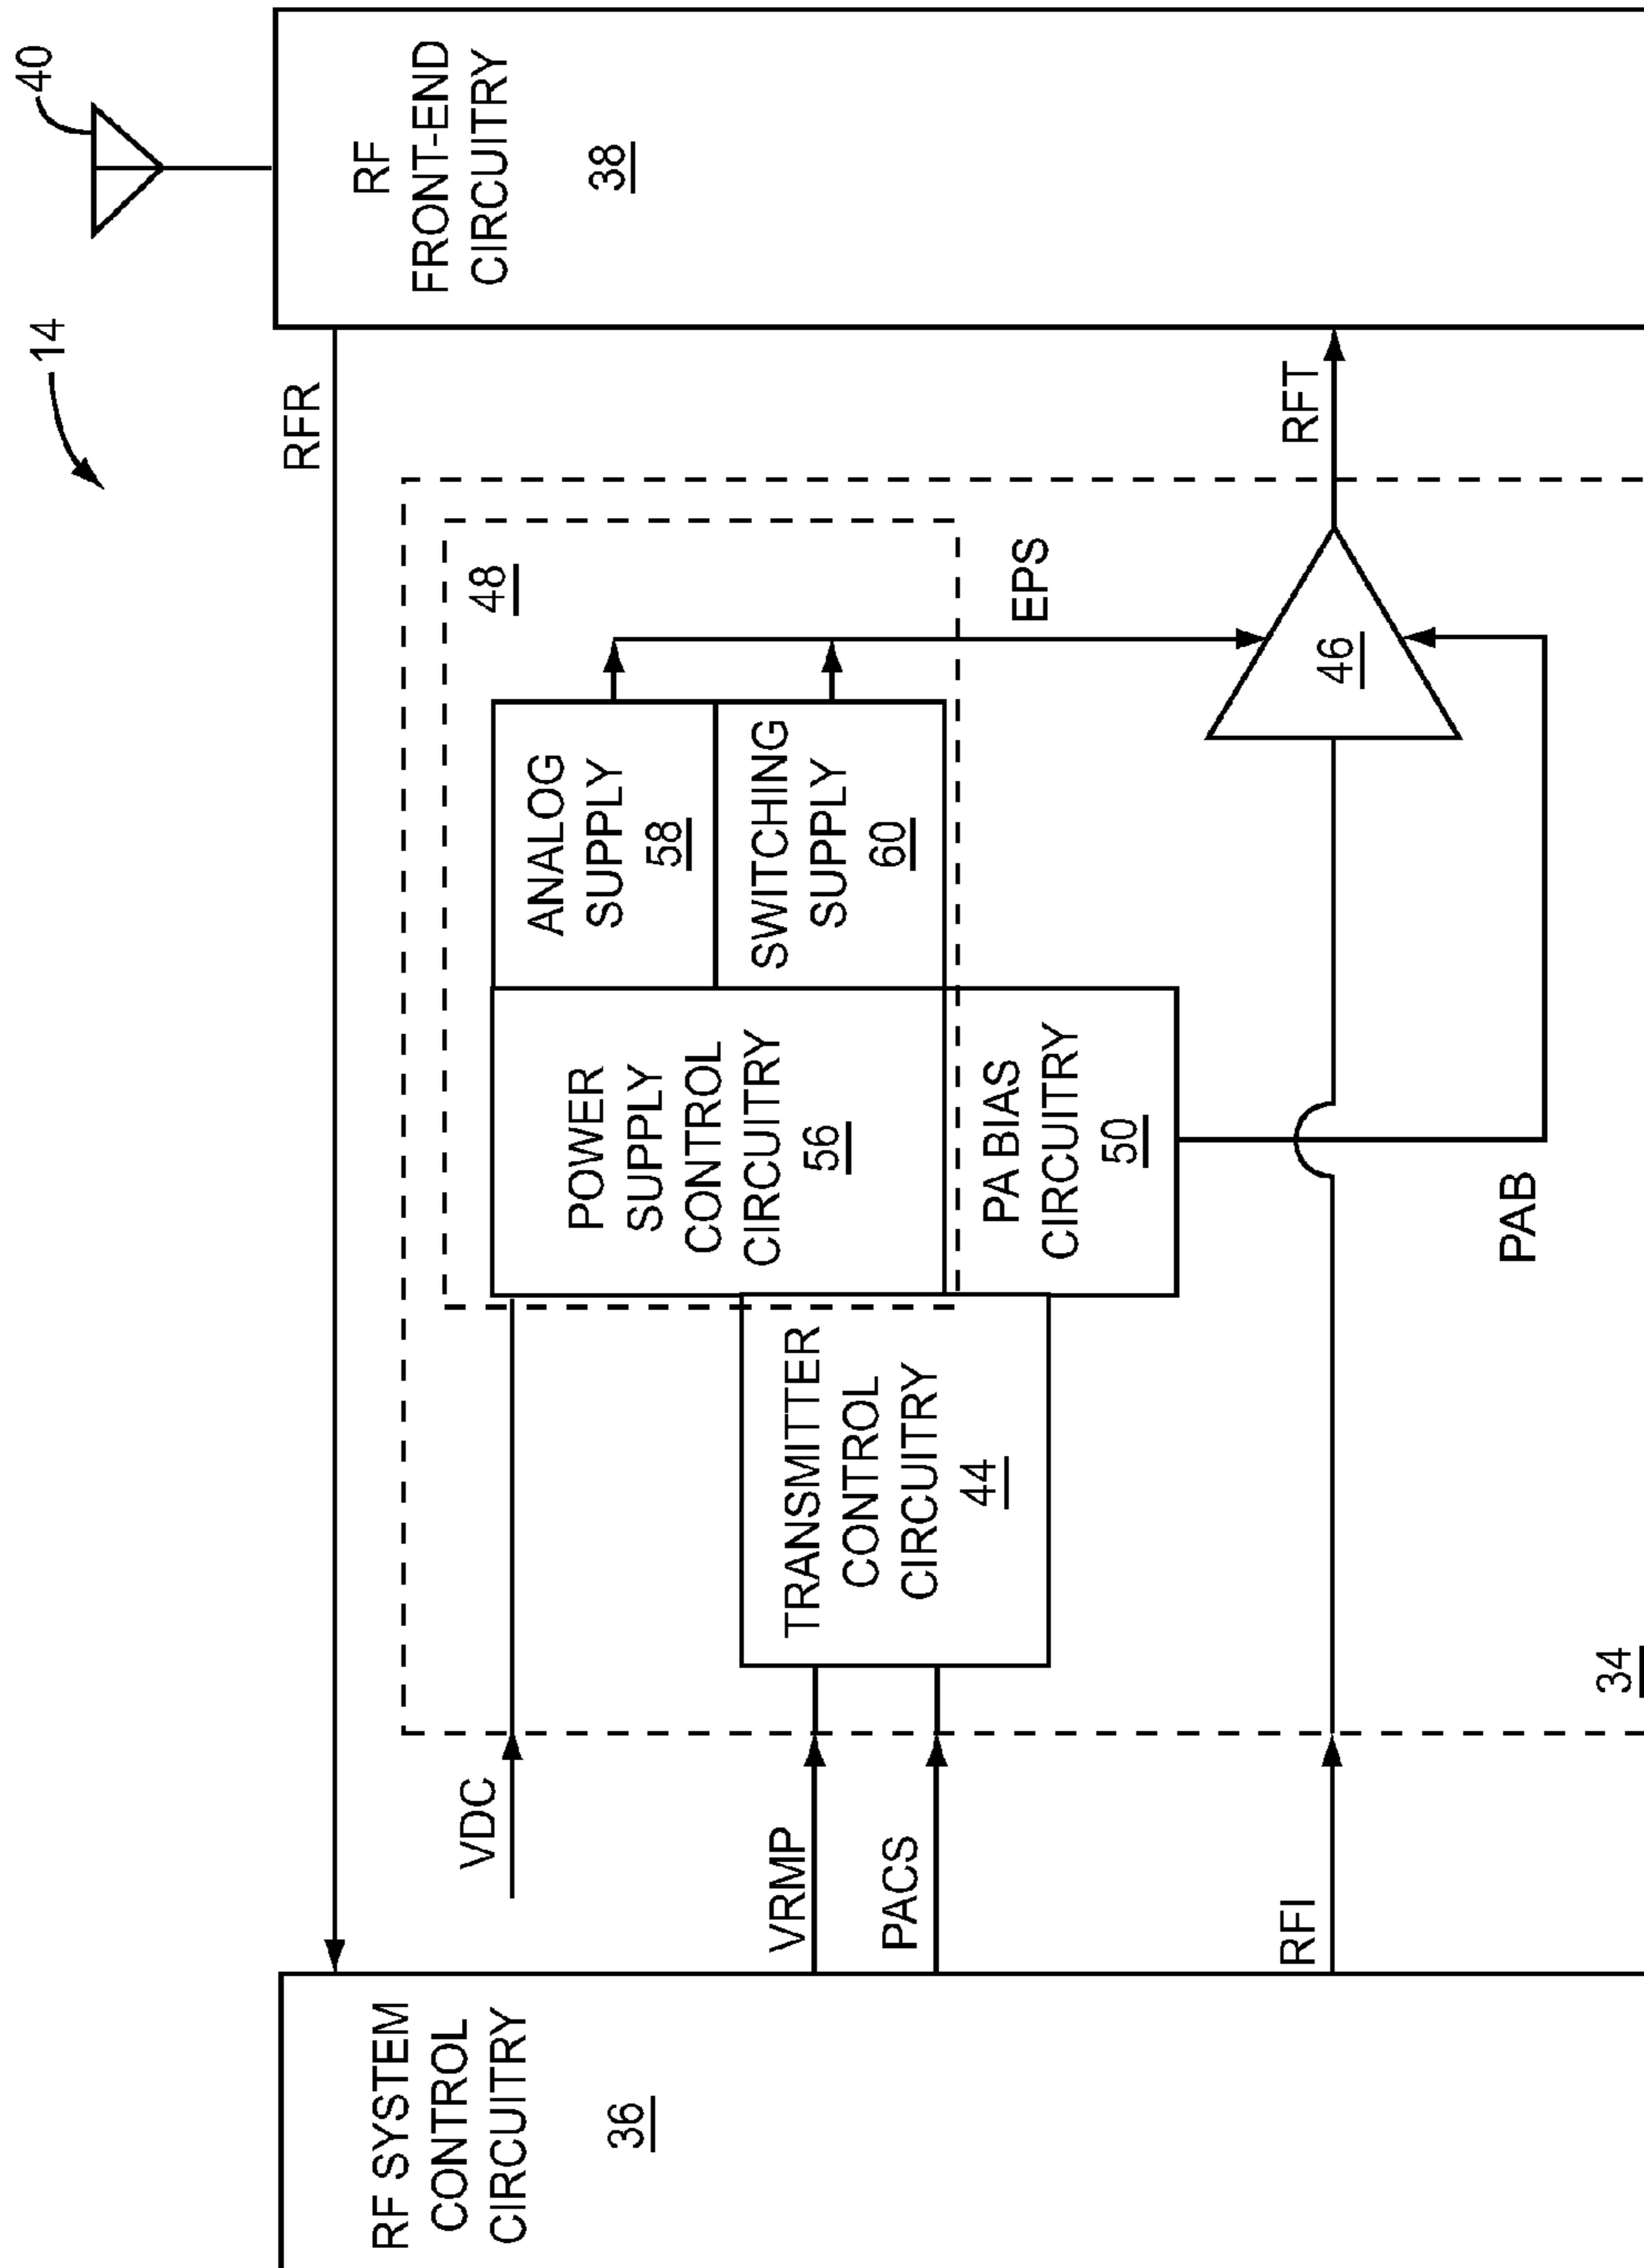 14
40
RF SYSTEM
CONTROL
CIRCUITRY
36
RFR
RF
FRONT-END
CIRCUITRY
38
VDC
48
POWER
SUPPLY
CONTROL
CIRCUITRY
56
ANALOG
SUPPLY
58
SWITCHING
SUPPLY
60
VRMP
PACS
TRANSMITTER
CONTROL
CIRCUITRY
44
PA BIAS
CIRCUITRY
50
EPS
RFI
46
RFT
PAB
34